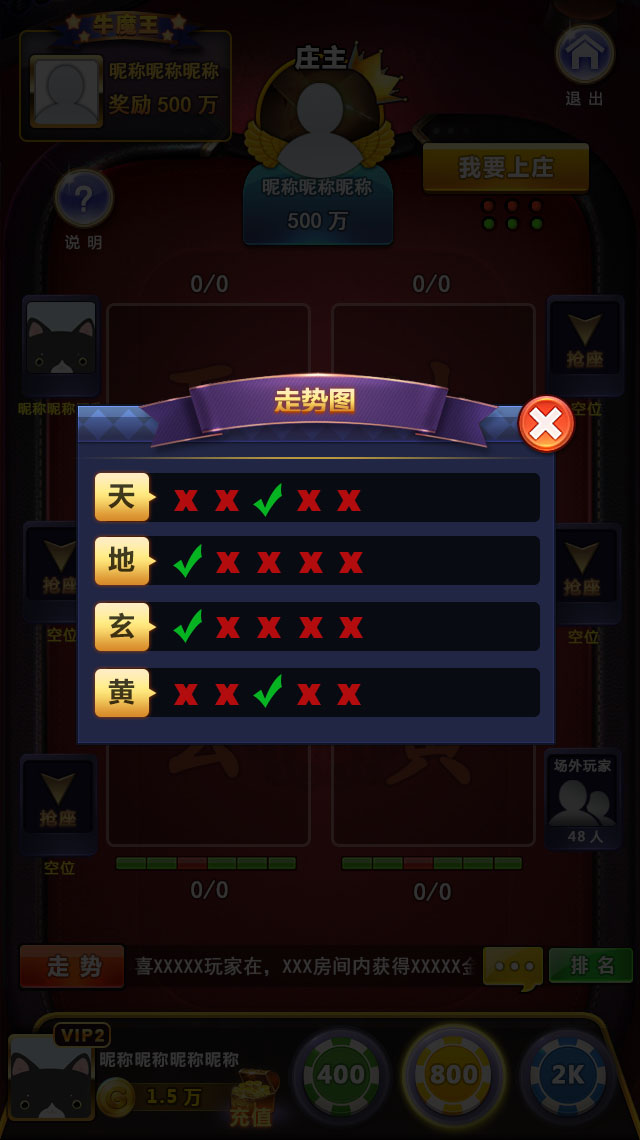 牛魔王
昵称昵称昵称
奖励 500 万
庄主
昵称昵称昵称
500 万
退 出
我要上庄
?
说 明
0/0
0/0
抢座
昵称昵称
空位
走势图
天
X X ✓ X X
地
✓ X X X X
玄
✓ X X X X
黄
X X ✓ X X
抢座
空位
抢座
空位
抢座
空位
场外玩家
48 人
0/0
0/0
走 势
喜XXXXX玩家在，XXX房间内获得XXXXX金
排 名
VIP2
昵称昵称昵称昵称
G
1.5 万
充值
400
800
2K